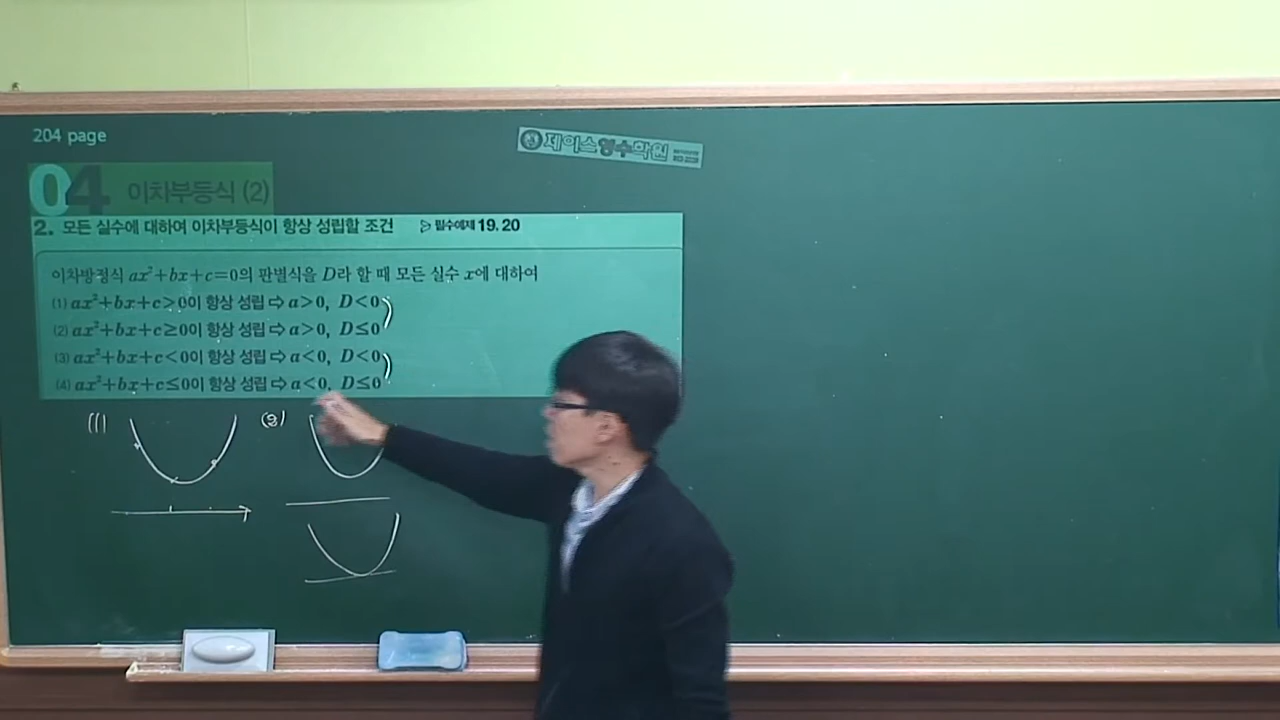 204 page
제이스영수학원
04 이차부등식 (2)
2. 모든 실수에 대하여 이차부등식이 항상 성립할 조건 ▷ 필수예제 19. 20
이차방정식 ax²+bx+c=0의 판별식을 D라 할 때 모든 실수 x에 대하여
(1) ax²+bx+c>0이 항상 성립 ⇨ a>0, D<0
(2) ax²+bx+c≥0이 항상 성립 ⇨ a>0, D≤0
(3) ax²+bx+c<0이 항상 성립 ⇨ a<0, D<0
(4) ax²+bx+c≤0이 항상 성립 ⇨ a<0, D≤0
(1) (2)